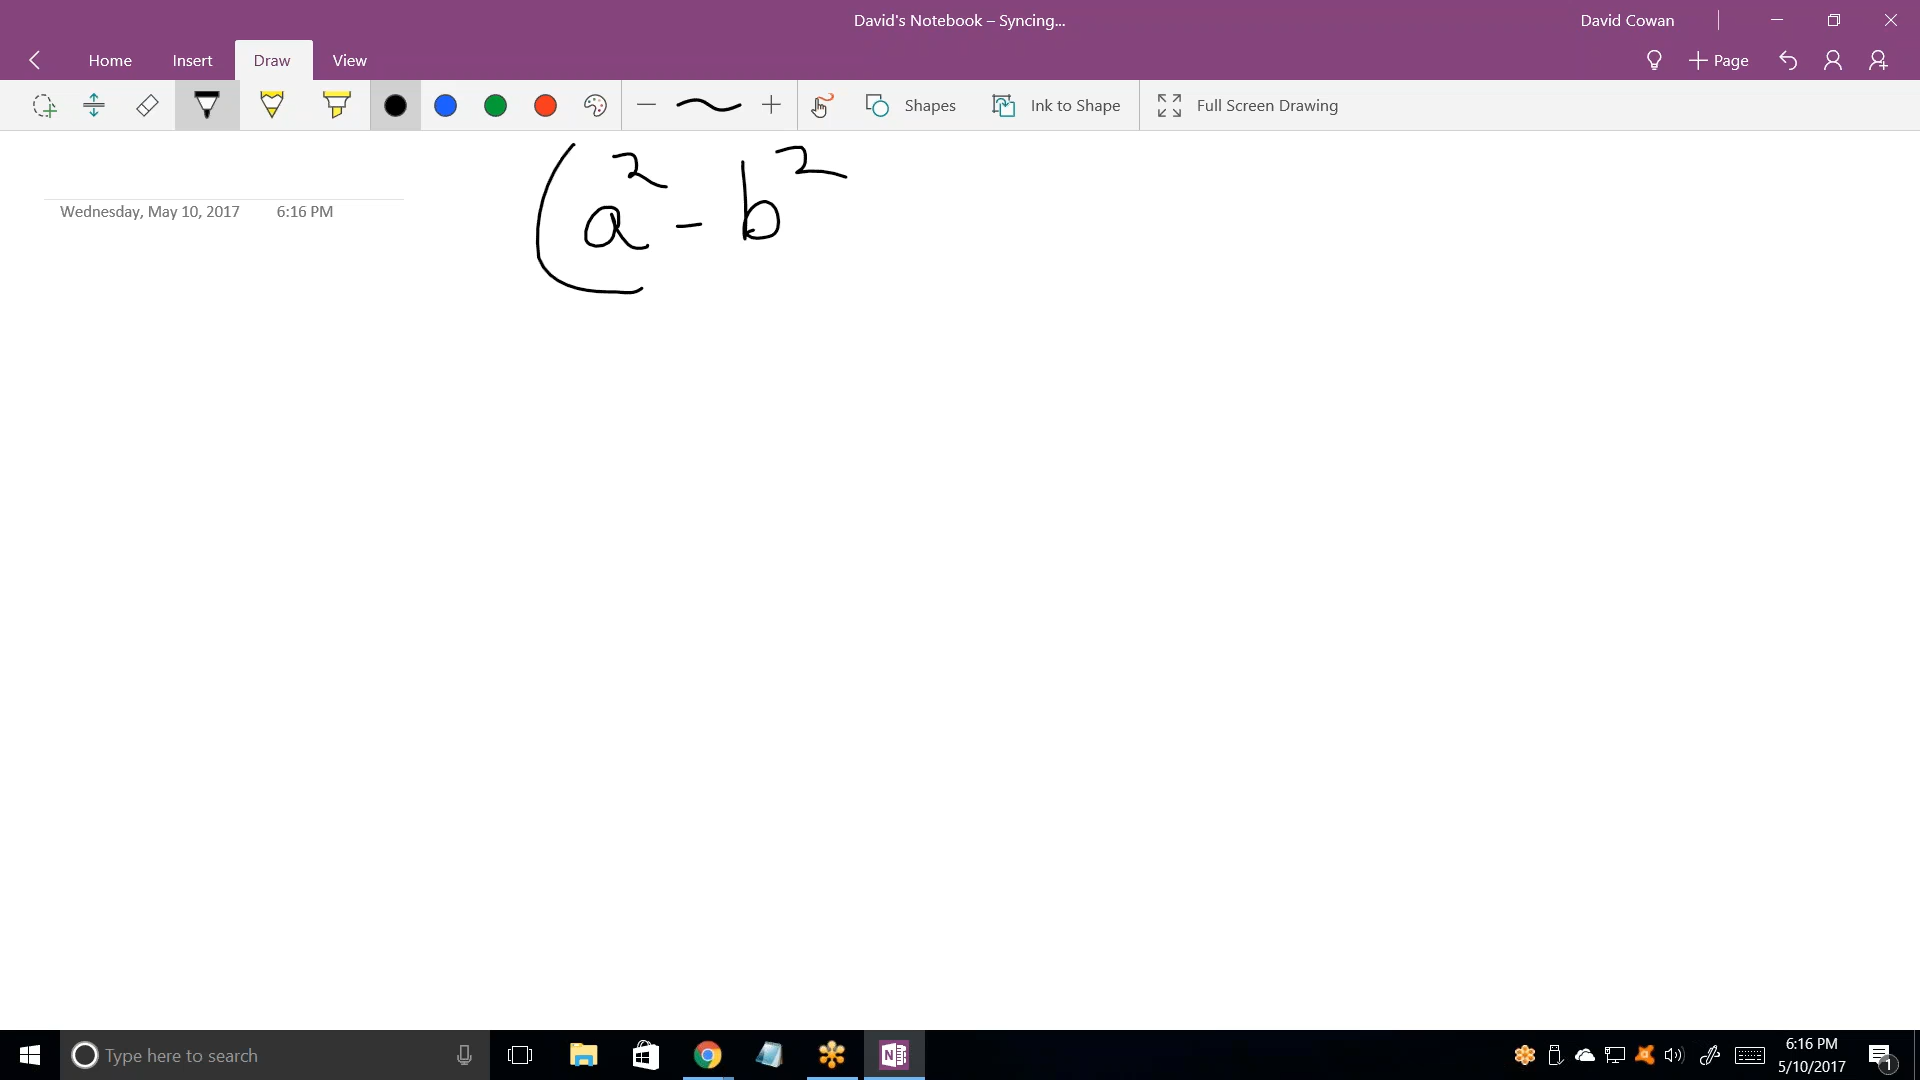 David's Notebook – Syncing...
David Cowan
Home Insert Draw View
Page
Shapes Ink to Shape Full Screen Drawing
(a² - b²
Wednesday, May 10, 2017 6:16 PM
Type here to search
N
6:16 PM
5/10/2017
1